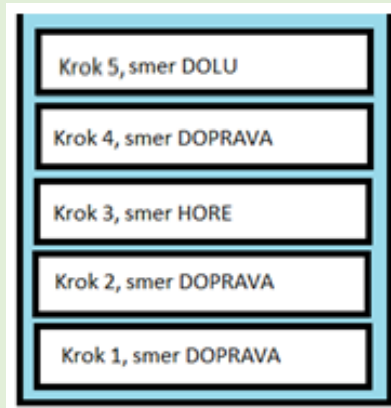 Krok 5, smer DOLU
Krok 4, smer DOPRAVA
Krok 3, smer HORE
Krok 2, smer DOPRAVA
Krok 1, smer DOPRAVA